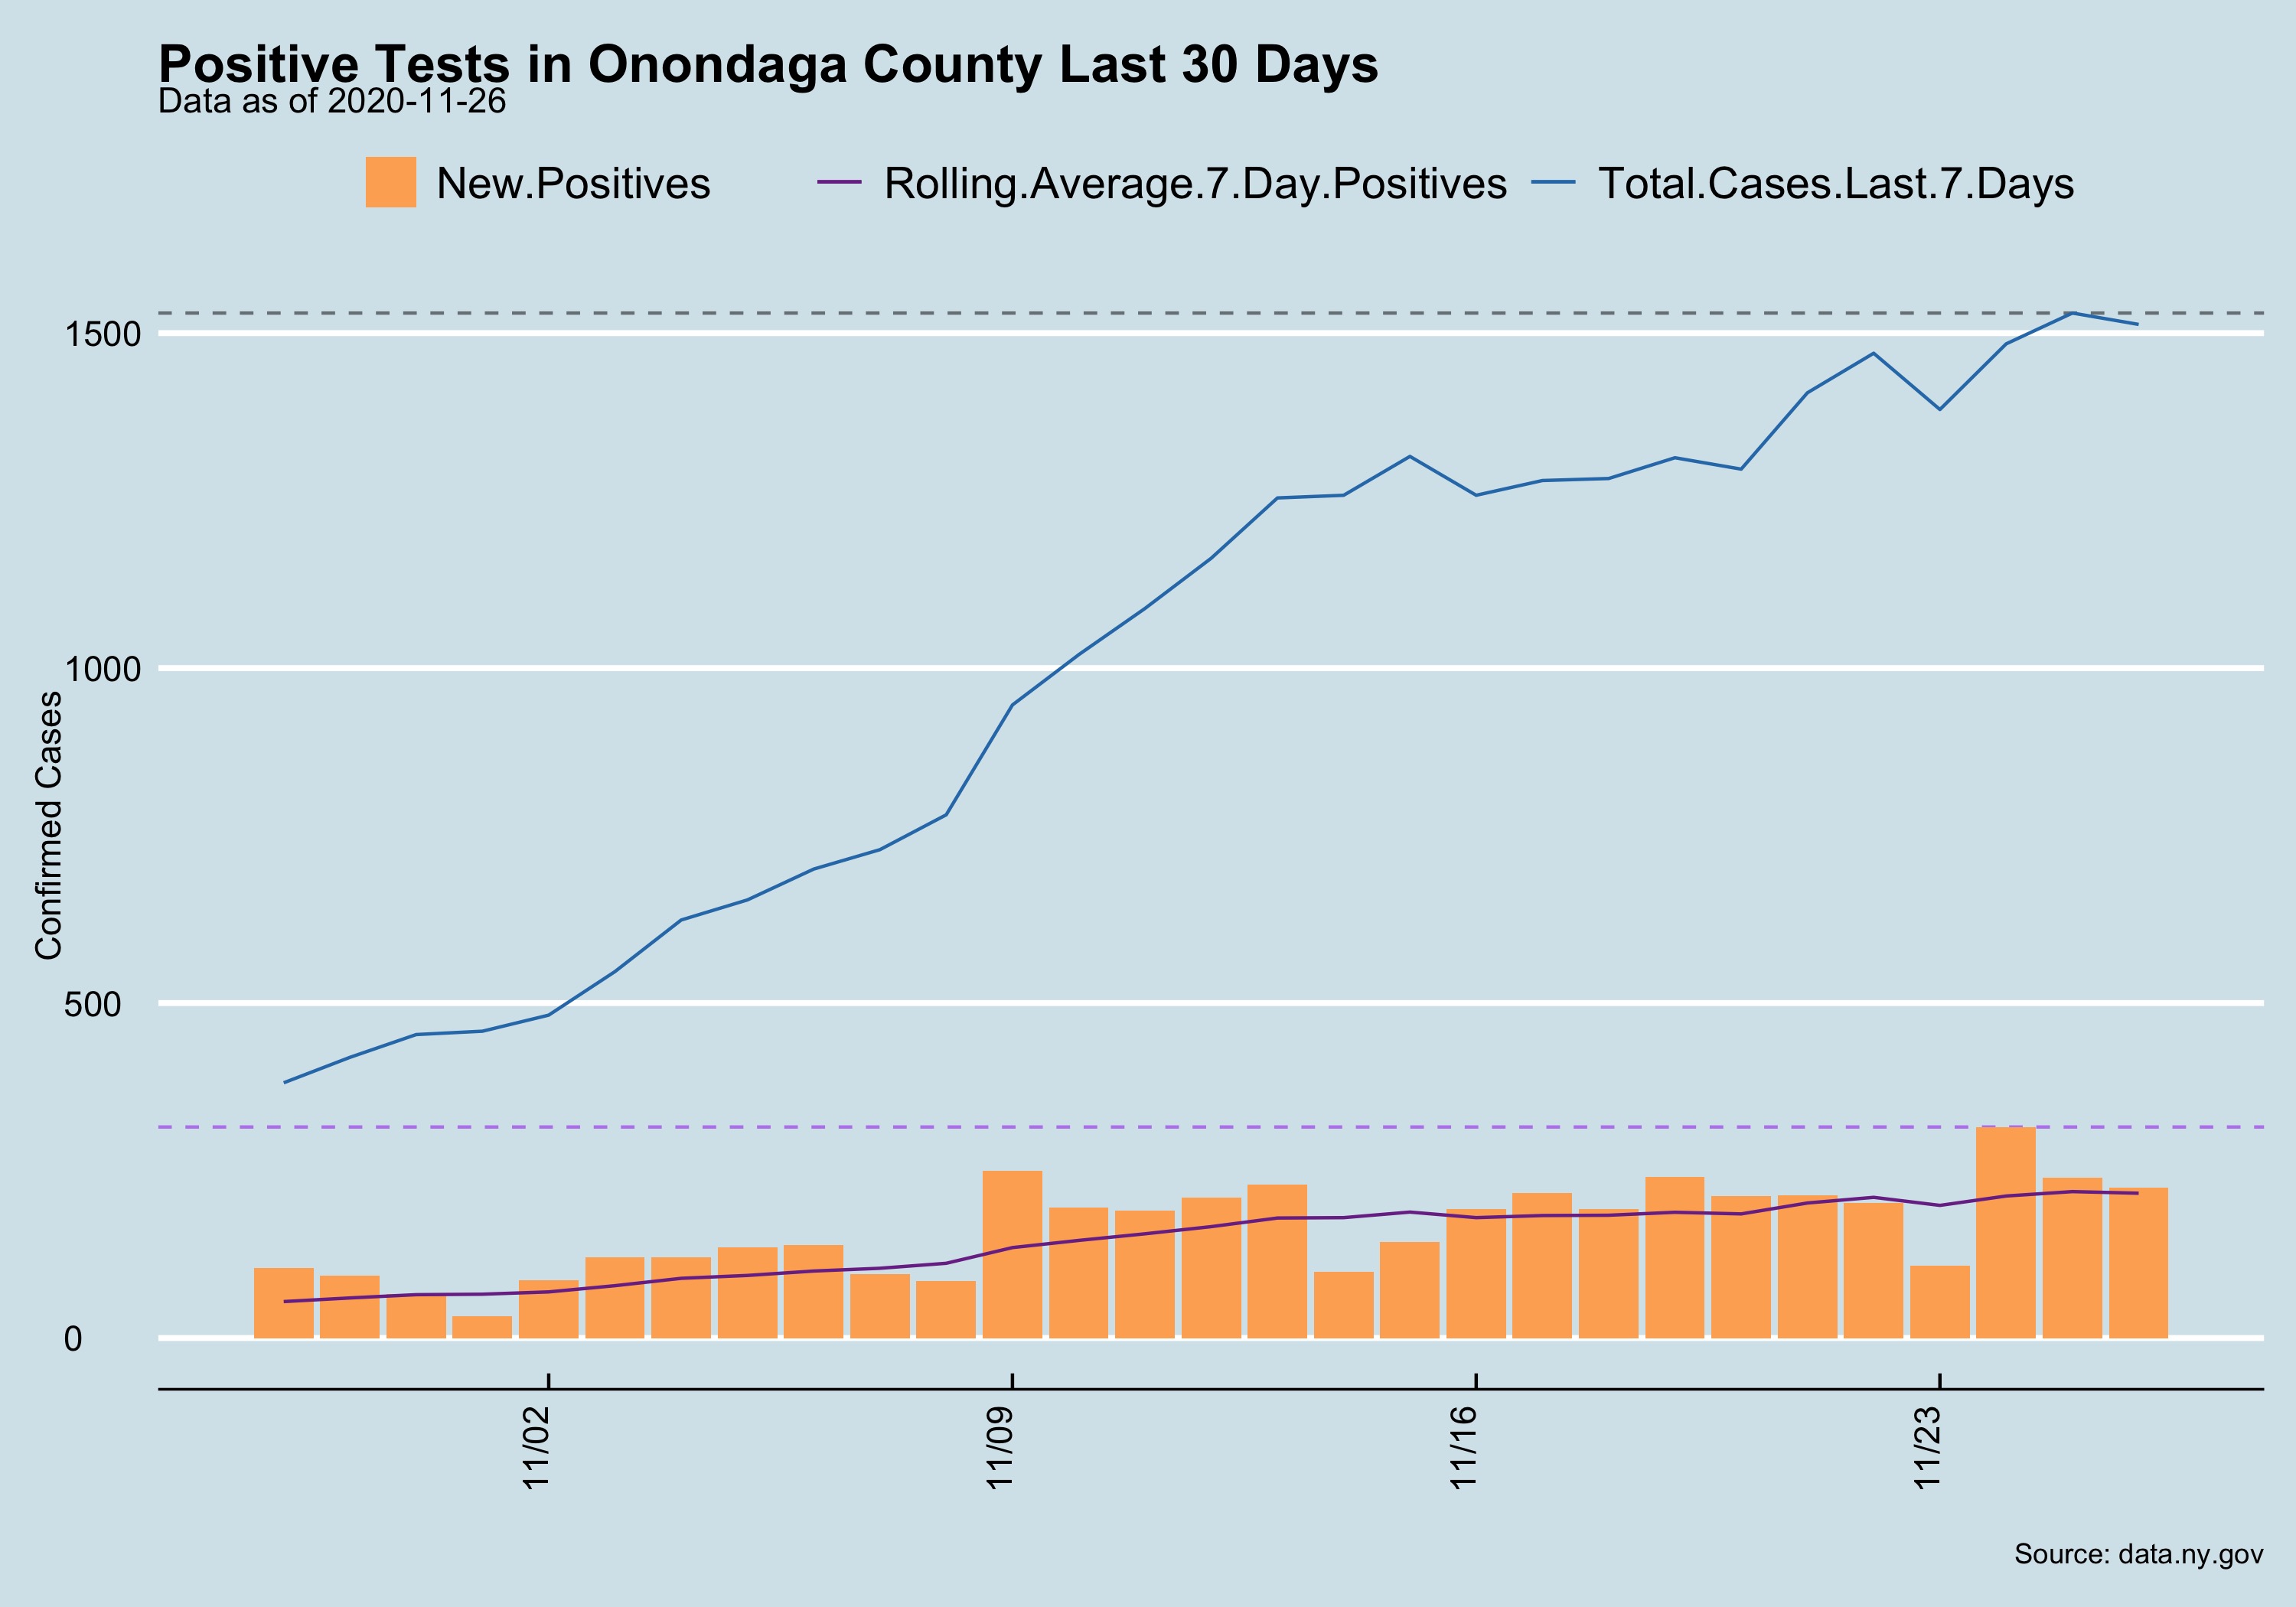 Positive Tests in Onondaga County Last 30 Days
Data as of 2020-11-26
New.Positives
Rolling.Average.7.Day.Positives
Total.Cases.Last.7.Days
Confirmed Cases
1500
1000
500
0
11/02
11/09
11/16
11/23
Source: data.ny.gov